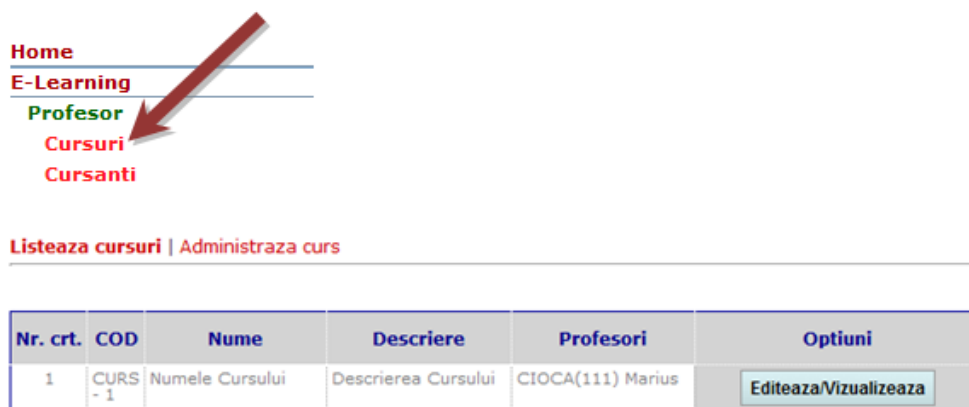 Home
E-Learning
Profesor
Cursuri
Cursanti
Listeaza cursuri | Administraza curs
Nr. crt. COD Nume Descriere Profesori Optiuni
1 CURS - 1 Numele Cursului Descrierea Cursului CIOCA(111) Marius Editeaza/Vizualizeaza